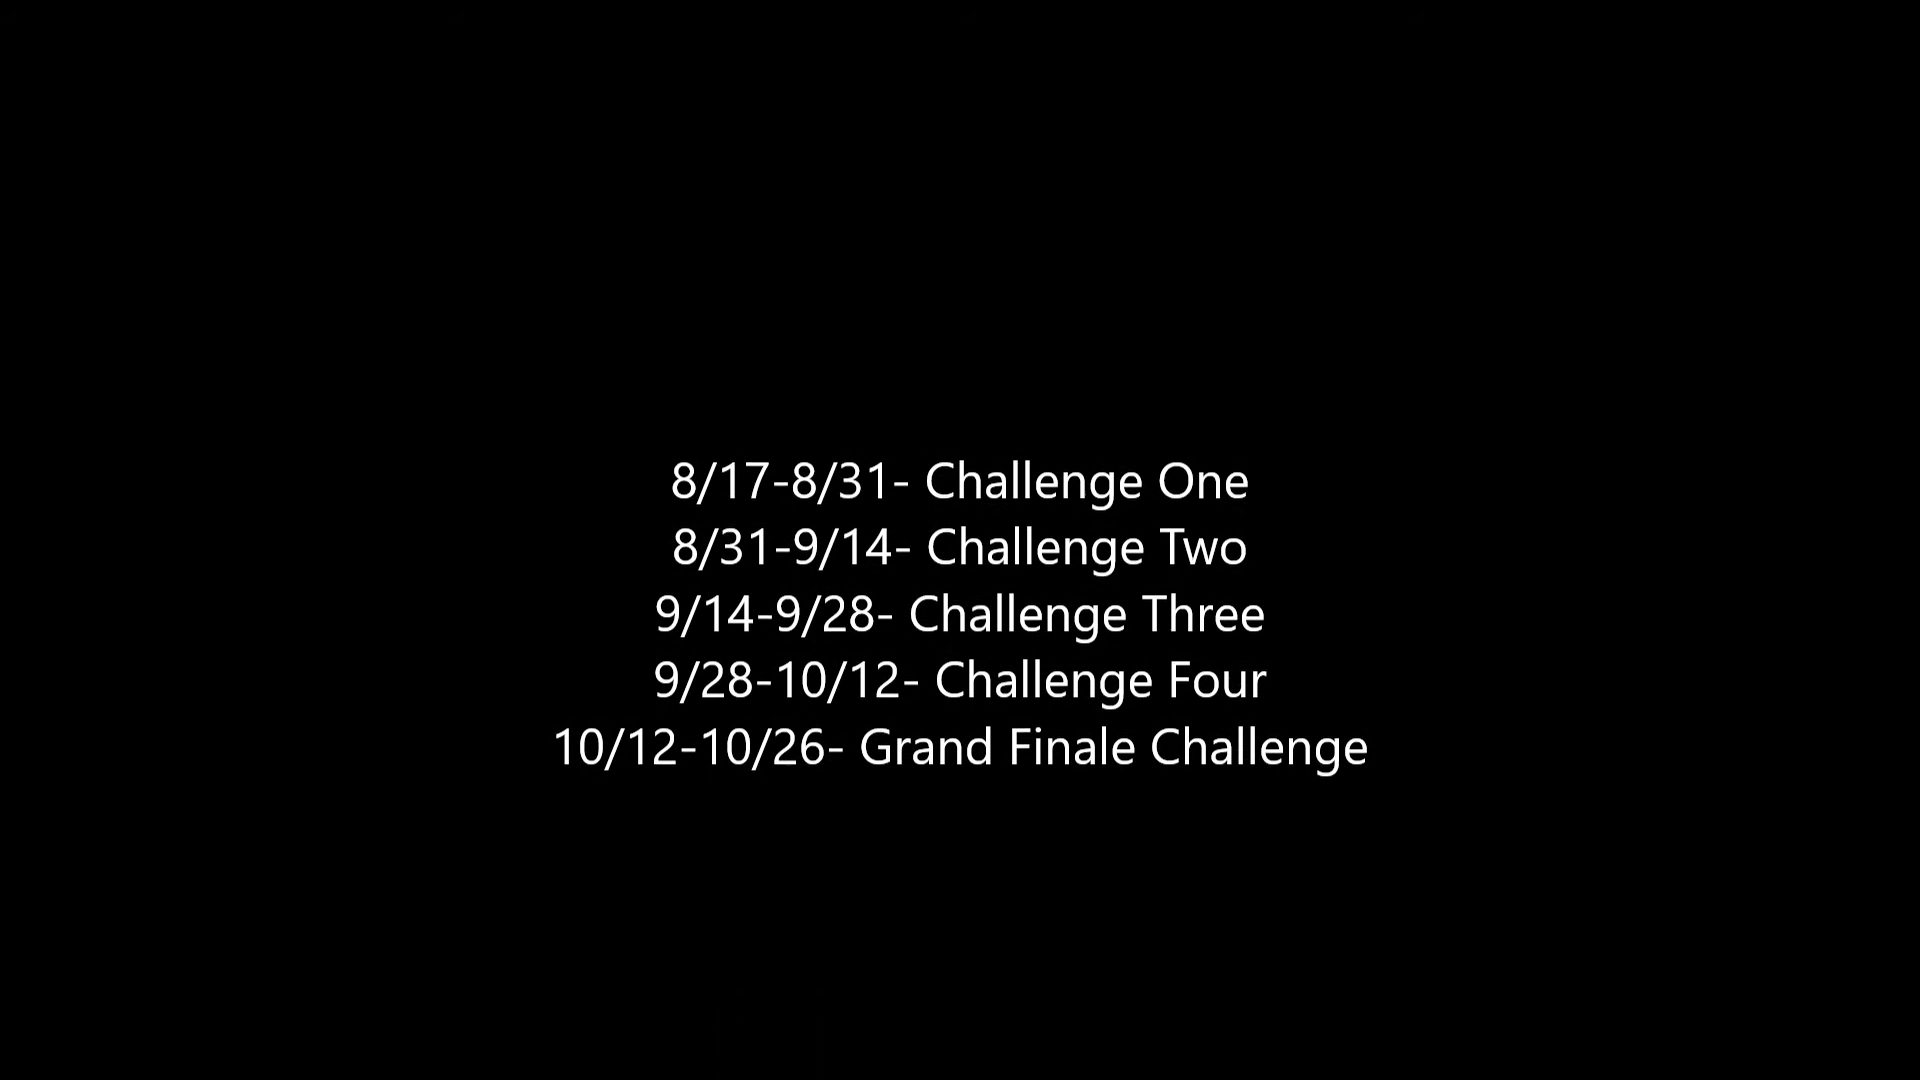 8/17-8/31- Challenge One
8/31-9/14- Challenge Two
9/14-9/28- Challenge Three
9/28-10/12- Challenge Four
10/12-10/26- Grand Finale Challenge